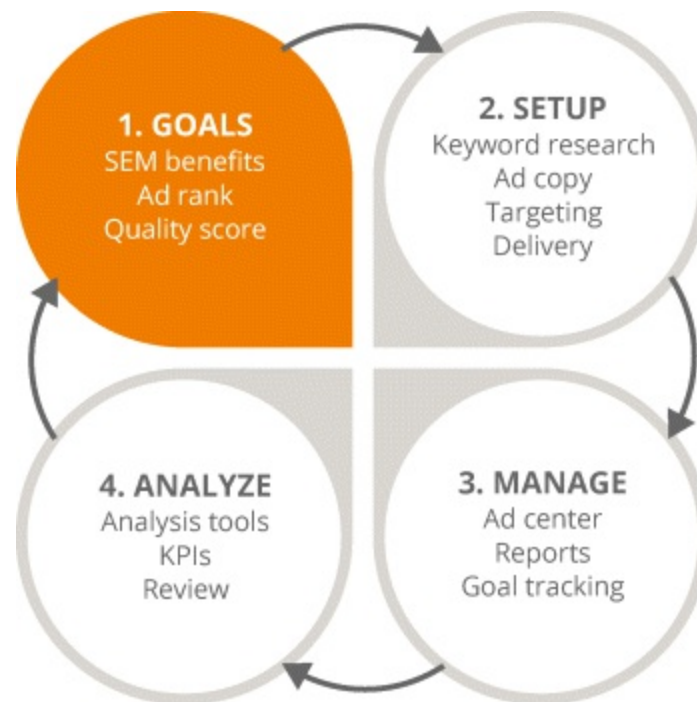 1. GOALS
SEM benefits
Ad rank
Quality score
2. SETUP
Keyword research
Ad copy
Targeting
Delivery
3. MANAGE
Ad center
Reports
Goal tracking
4. ANALYZE
Analysis tools
KPIs
Review